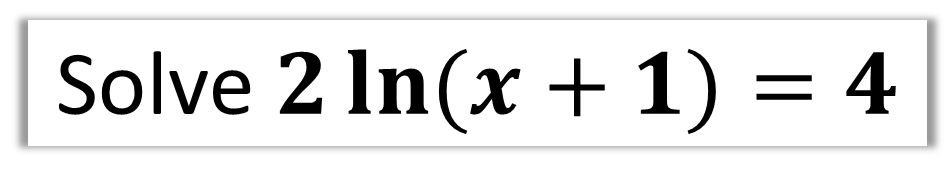 Solve 2 ln(x + 1) = 4